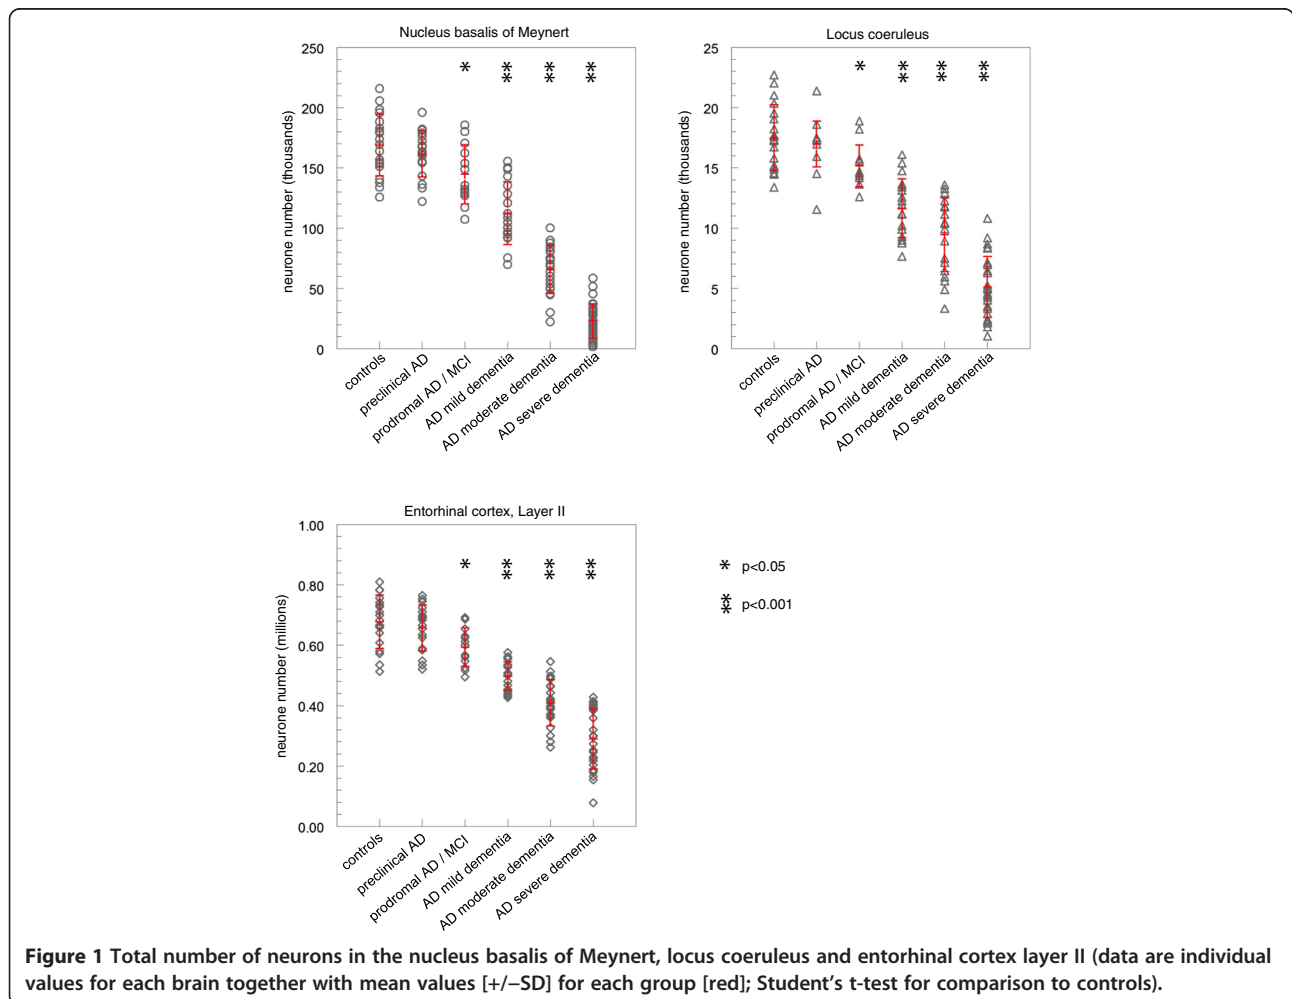 Nucleus basalis of Meynert
250
200
150
100
50
0
neurone number (thousands)
* ** ** **
controls
preclinical AD
prodromal AD / MCI
AD mild dementia
AD moderate dementia
AD severe dementia
Locus coeruleus
25
20
15
10
5
0
neurone number (thousands)
* ** ** **
controls
preclinical AD
prodromal AD / MCI
AD mild dementia
AD moderate dementia
AD severe dementia
Entorhinal cortex, Layer II
1.00
0.80
0.60
0.40
0.20
0.00
neurone number (millions)
* ** ** **
controls
preclinical AD
prodromal AD / MCI
AD mild dementia
AD moderate dementia
AD severe dementia
* p<0.05
** p<0.001
Figure 1 Total number of neurons in the nucleus basalis of Meynert, locus coeruleus and entorhinal cortex layer II (data are individual
values for each brain together with mean values [+/−SD] for each group [red]; Student's t-test for comparison to controls).